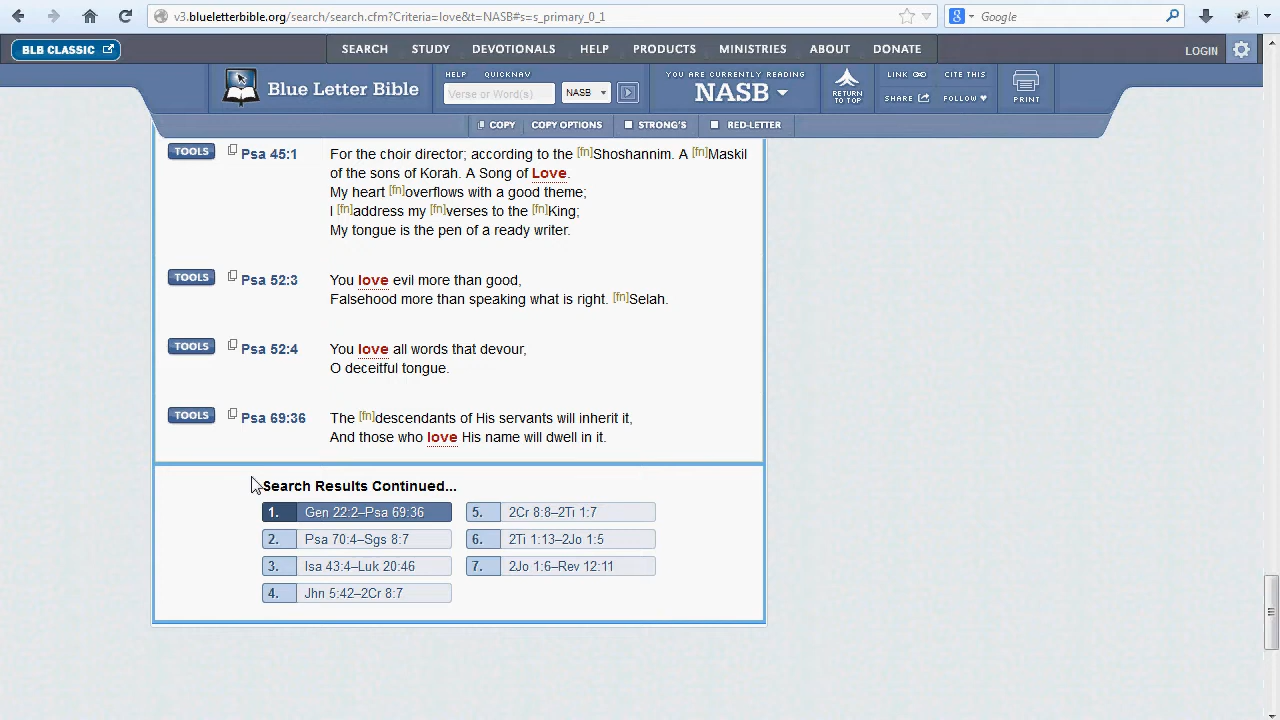 v3.blueletterbible.org/search/search.cfm?Criteria=love&t=NASB#s=s_primary_0_1
Google
BLB CLASSIC
SEARCH STUDY DEVOTIONALS HELP PRODUCTS MINISTRIES ABOUT DONATE
LOGIN
Blue Letter Bible
HELP QUICKNAV
Verse or Word(s)
NASB
YOU ARE CURRENTLY READING
NASB
RETURN
TO TOP
LINK CITE THIS
SHARE FOLLOW
PRINT
COPY COPY OPTIONS STRONG'S RED-LETTER
TOOLS Psa 45:1 For the choir director; according to the [fn]Shoshannim. A [fn]Maskil
of the sons of Korah. A Song of Love.
My heart [fn]overflows with a good theme;
I [fn]address my [fn]verses to the [fn]King;
My tongue is the pen of a ready writer.
TOOLS Psa 52:3 You love evil more than good,
Falsehood more than speaking what is right. [fn]Selah.
TOOLS Psa 52:4 You love all words that devour,
O deceitful tongue.
TOOLS Psa 69:36 The [fn]descendants of His servants will inherit it,
And those who love His name will dwell in it.
Search Results Continued...
1. Gen 22:2–Psa 69:36
2. Psa 70:4–Sgs 8:7
3. Isa 43:4–Luk 20:46
4. Jhn 5:42–2Cr 8:7
5. 2Cr 8:8–2Ti 1:7
6. 2Ti 1:13–2Jo 1:5
7. 2Jo 1:6–Rev 12:11